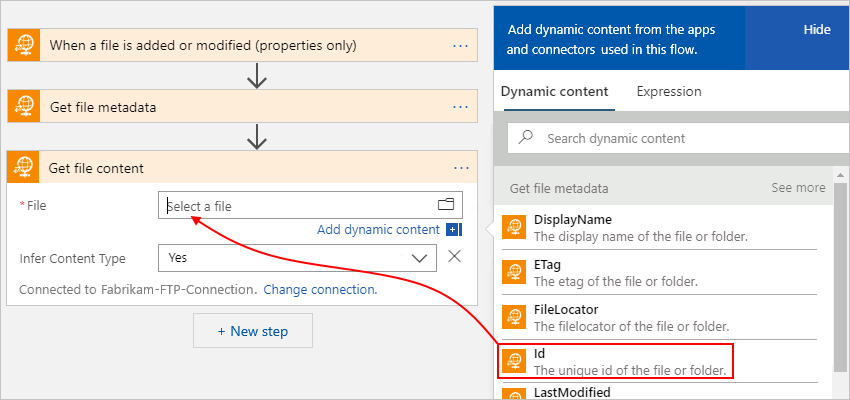 When a file is added or modified (properties only)
...
Get file metadata
...
Get file content
...
* File
Select a file
Add dynamic content
Infer Content Type
Yes
Connected to Fabrikam-FTP-Connection. Change connection.
+ New step
Add dynamic content from the apps
and connectors used in this flow.
Hide
Dynamic content
Expression
Search dynamic content
Get file metadata
See more
DisplayName
The display name of the file or folder.
ETag
The etag of the file or folder.
FileLocator
The filelocator of the file or folder.
Id
The unique id of the file or folder.
LastModified